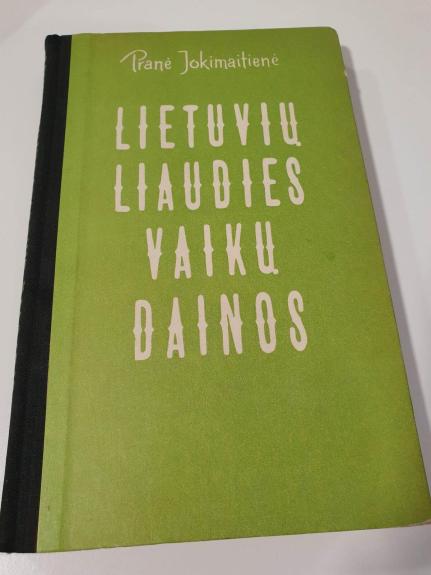 Pranė Jokimaitienė
LIETUVIŲ
LIAUDIES
VAIKŲ
DAINOS